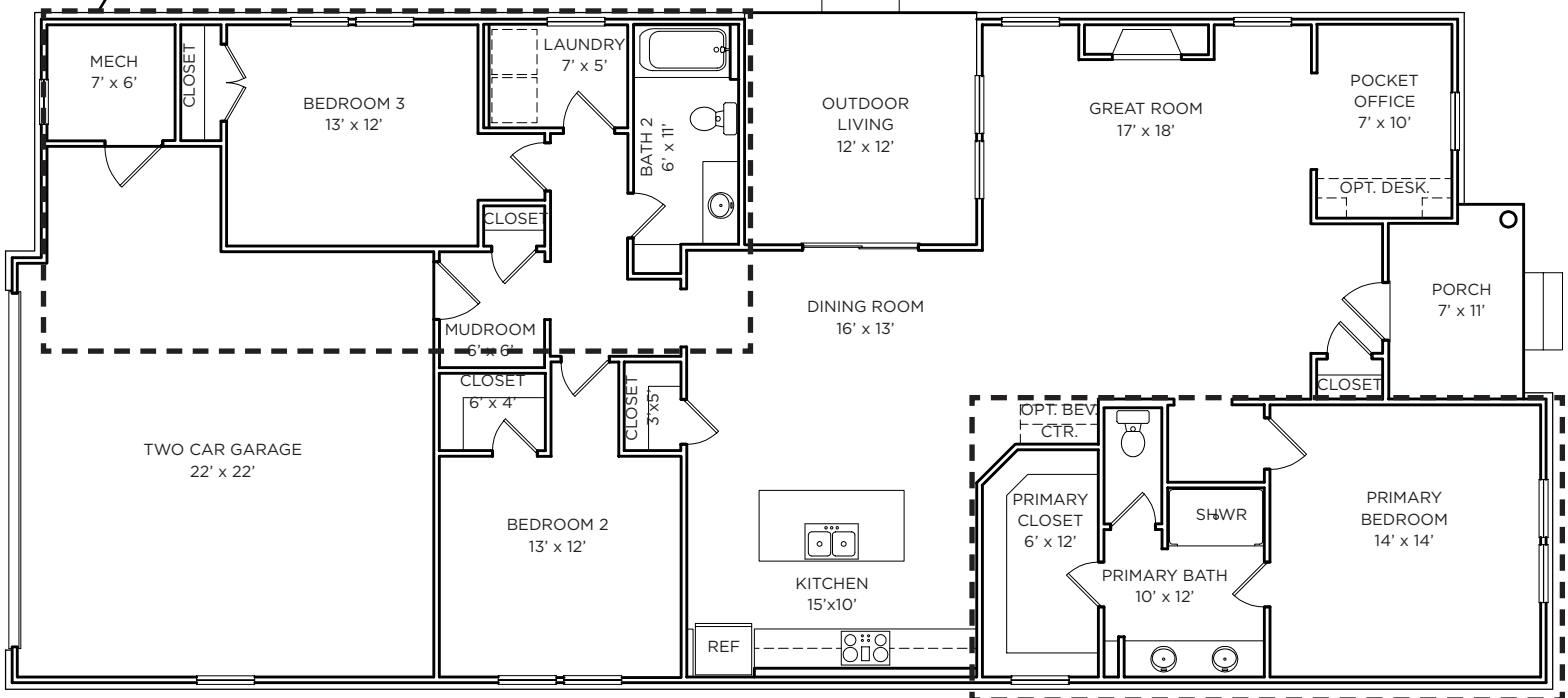 MECH
7' x 6'
CLOSET
BEDROOM 3
13' x 12'
LAUNDRY
7' x 5'
BATH 2
6' x 11'
OUTDOOR
LIVING
12' x 12'
GREAT ROOM
17' x 18'
POCKET
OFFICE
7' x 10'
OPT. DESK.
CLOSET
MUDROOM
6' x 6'
DINING ROOM
16' x 13'
PORCH
7' x 11'
CLOSET
6' x 4'
CLOSET
3'x5'
CLOSET
OPT. BEV.
CTR.
TWO CAR GARAGE
22' x 22'
BEDROOM 2
13' x 12'
PRIMARY
CLOSET
6' x 12'
SHWR
PRIMARY
BEDROOM
14' x 14'
KITCHEN
15'x10'
PRIMARY BATH
10' x 12'
REF